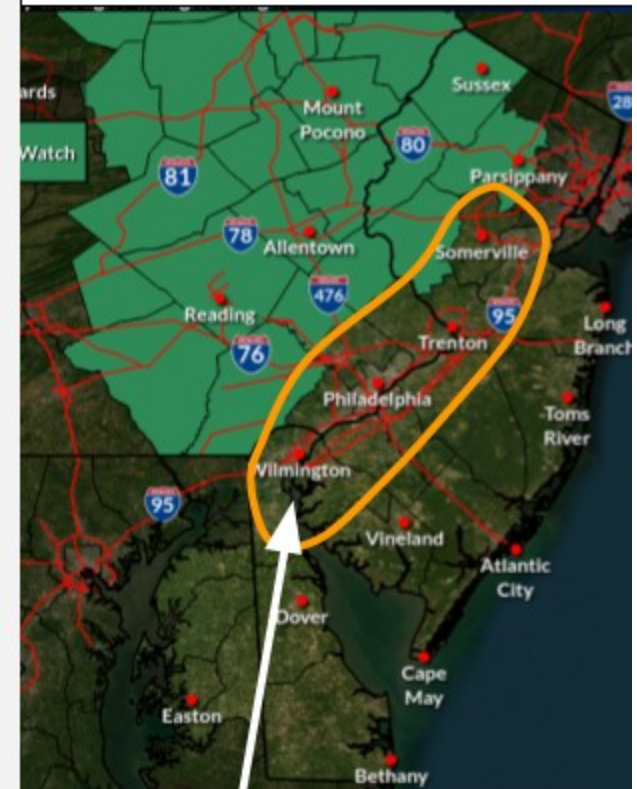 ards
Sussex
Mount
Pocono
28
80
Watch
Parsippany
81
78
Allentown
Somerville
476
Reading
95
Long
Branch
Trenton
76
Philadelphia
Toms
River
Wilmington
95
Vineland
Atlantic
City
Dover
Cape
May
Easton
Bethany